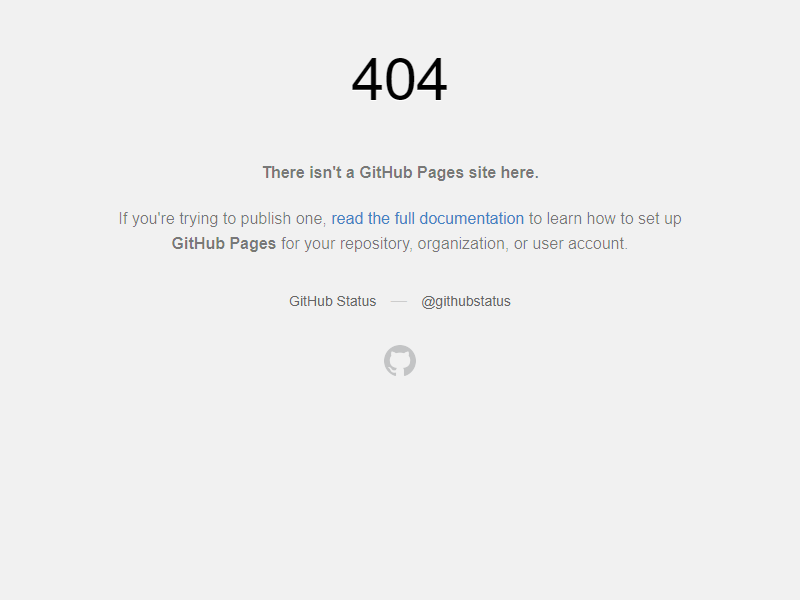 404
There isn't a GitHub Pages site here.
If you're trying to publish one, read the full documentation to learn how to set up
GitHub Pages for your repository, organization, or user account.
GitHub Status — @githubstatus